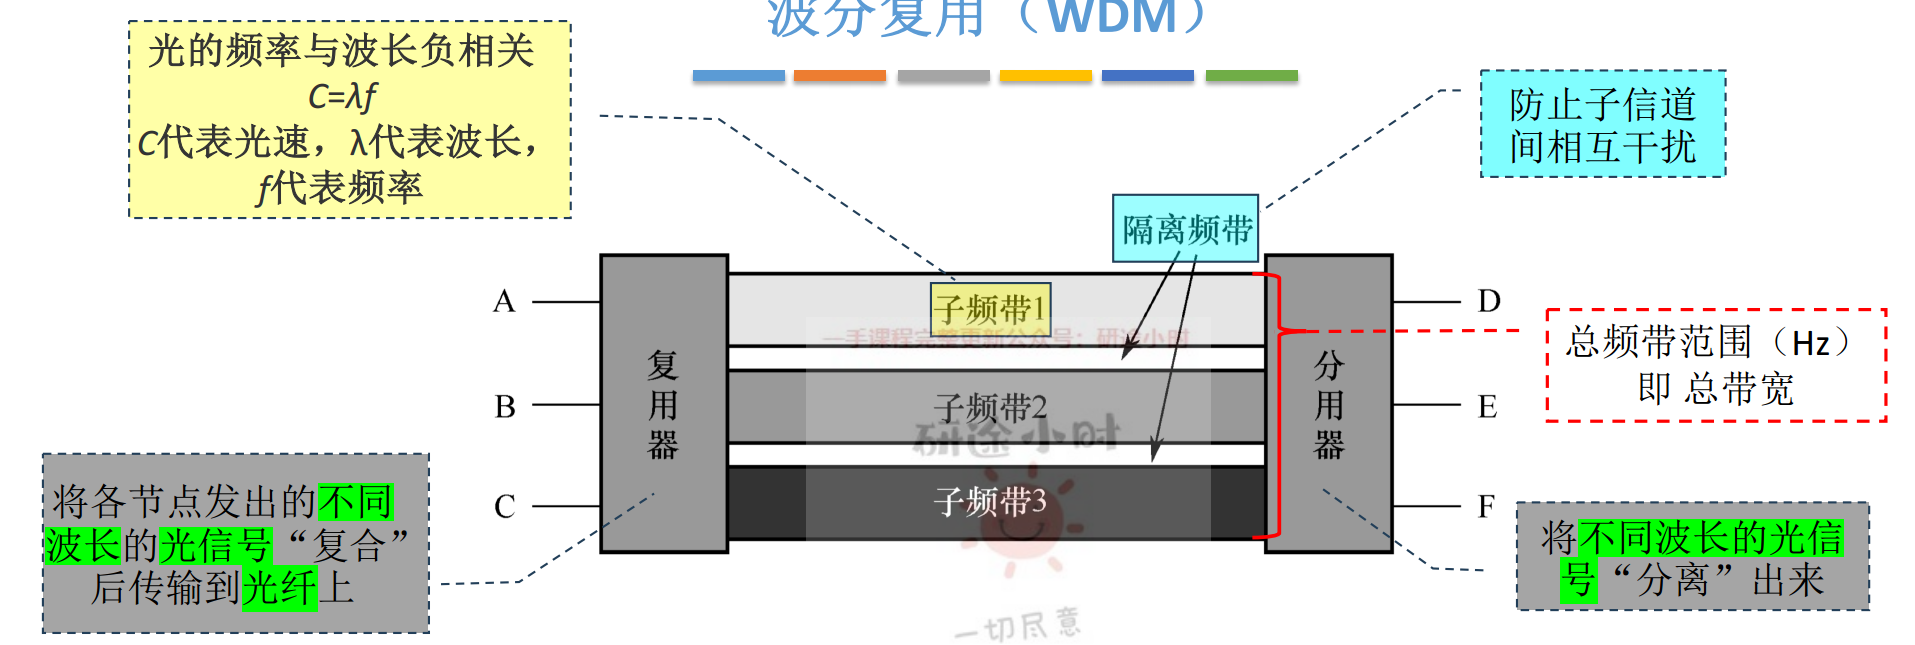 波分复用（WDM）
光的频率与波长负相关
C=λf
C代表光速，λ代表波长，
f代表频率
防止子信道
间相互干扰
隔离频带
A
B
C
复用器
子频带1
一手课程完整更新公众号：研途小时
子频带2
研途小时
子频带3
一切尽意
分用器
D
E
F
总频带范围（Hz）
即 总带宽
将各节点发出的不同
波长的光信号“复合”
后传输到光纤上
将不同波长的光信
号“分离”出来